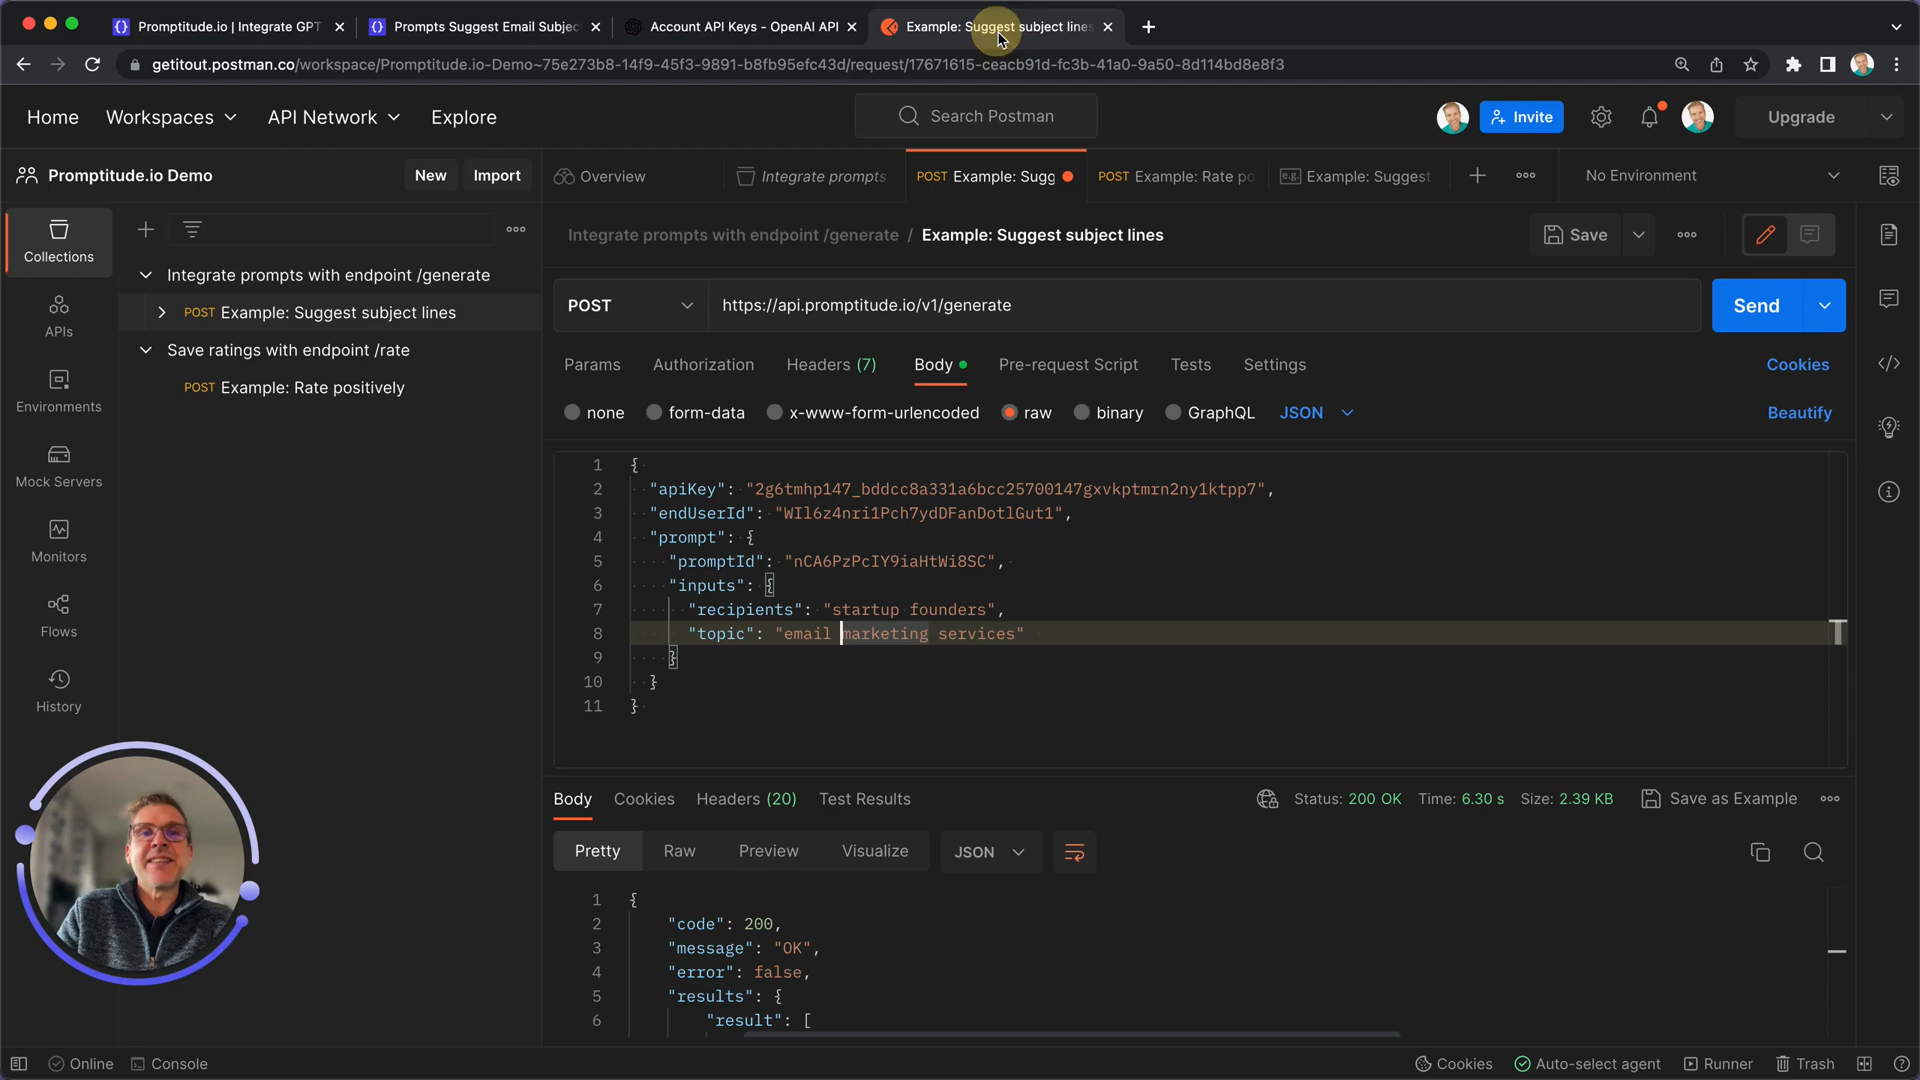 Promptitude.io | Integrate GPT
Prompts Suggest Email Subjec
Account API Keys - OpenAI API
Example: Suggest subject lines
getitout.postman.co/workspace/Promptitude.io-Demo~75e273b8-14f9-45f3-9891-b8fb95efc43d/request/17671615-ceacb91d-fc3b-41a0-9a50-8d114bd8e8f3
Home
Workspaces
API Network
Explore
Search Postman
Invite
Upgrade
Promptitude.io Demo
New
Import
Overview
Integrate prompts
POST Example: Sugg
POST Example: Rate po
e.g. Example: Suggest
No Environment
Collections
APIs
Environments
Mock Servers
Monitors
Flows
History
Integrate prompts with endpoint /generate
POST Example: Suggest subject lines
Save ratings with endpoint /rate
POST Example: Rate positively
Integrate prompts with endpoint /generate / Example: Suggest subject lines
Save
POST
https://api.promptitude.io/v1/generate
Send
Params
Authorization
Headers (7)
Body
Pre-request Script
Tests
Settings
Cookies
none
form-data
x-www-form-urlencoded
raw
binary
GraphQL
JSON
Beautify
1 {
2 "apiKey": "2g6tmhp147_bddcc8a331a6bcc25700147gxvkptmrn2ny1ktpp7",
3 "endUserId": "WIl6z4nri1Pch7ydDFanDotlGut1",
4 "prompt": {
5 "promptId": "nCA6PzPcIY9iaHtWi8SC",
6 "inputs": {
7 "recipients": "startup founders",
8 "topic": "email marketing services"
9 }
10 }
11 }
Body
Cookies
Headers (20)
Test Results
Status: 200 OK
Time: 6.30 s
Size: 2.39 KB
Save as Example
Pretty
Raw
Preview
Visualize
JSON
1 {
2 "code": 200,
3 "message": "OK",
4 "error": false,
5 "results": {
6 "result": [
Online
Console
Cookies
Auto-select agent
Runner
Trash